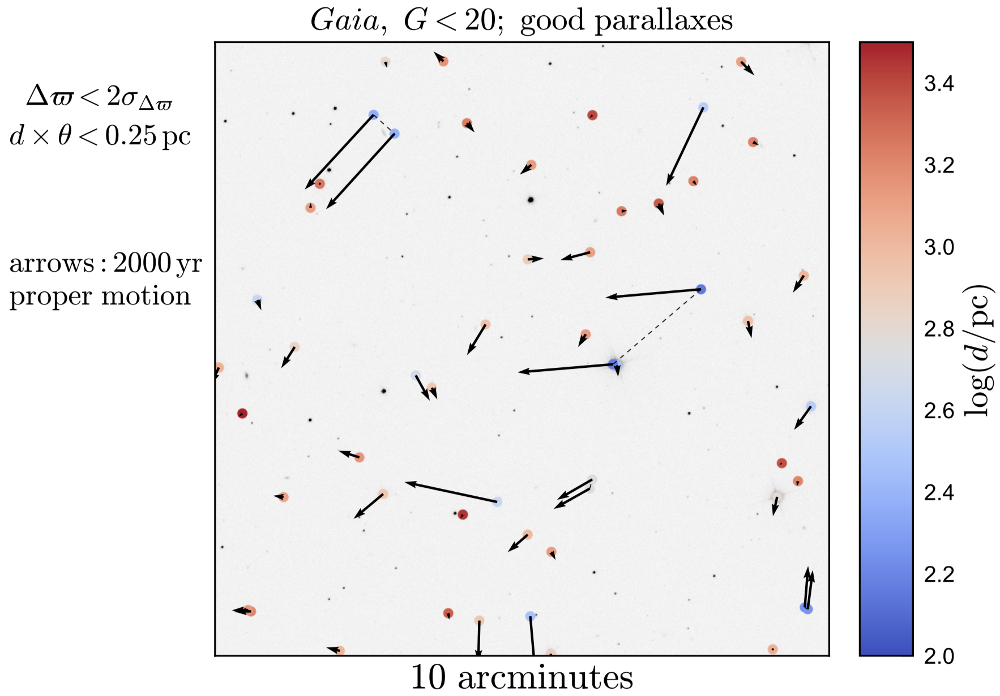 Gaia, G < 20; good parallaxes
Δϖ < 2σ_Δϖ
d × θ < 0.25 pc
arrows : 2000 yr
proper motion
3.4
3.2
3.0
2.8
2.6
2.4
2.2
2.0
log(d/pc)
10 arcminutes